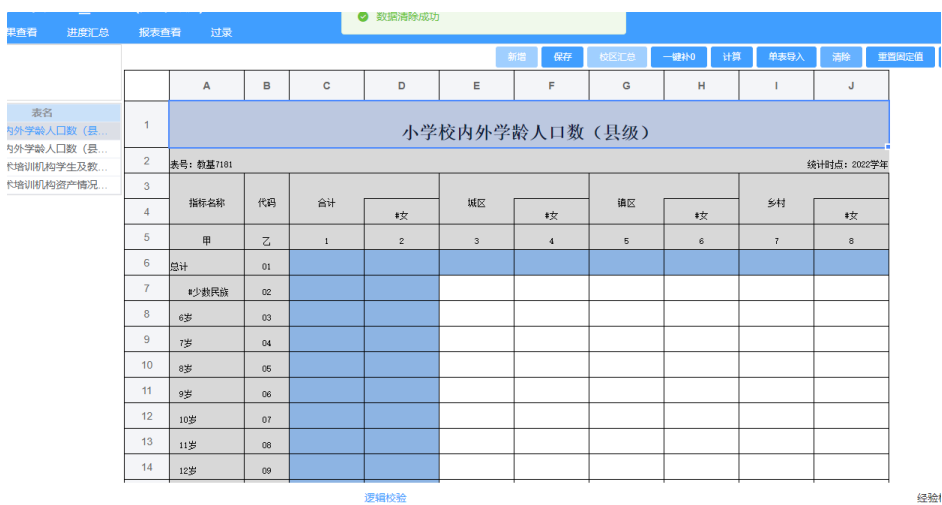 数据清除成功
果查看 进度汇总 报表查看 过录
新增 保存 校区汇总 一键补0 计算 单表导入 清除 重置固定值
A B C D E F G H I J
表名
内外学龄人口数（县...
内外学龄人口数（县...
术培训机构学生及教...
术培训机构资产情况...
1 小学校内外学龄人口数（县级）
2 表号：教基7181 统计时点：2022学年
3 指标名称 代码 合计 城区 镇区 乡村
4 #女 #女 #女 #女
5 甲 乙 1 2 3 4 5 6 7 8
6 总计 01
7 #少数民族 02
8 6岁 03
9 7岁 04
10 8岁 05
11 9岁 06
12 10岁 07
13 11岁 08
14 12岁 09
逻辑校验 经验